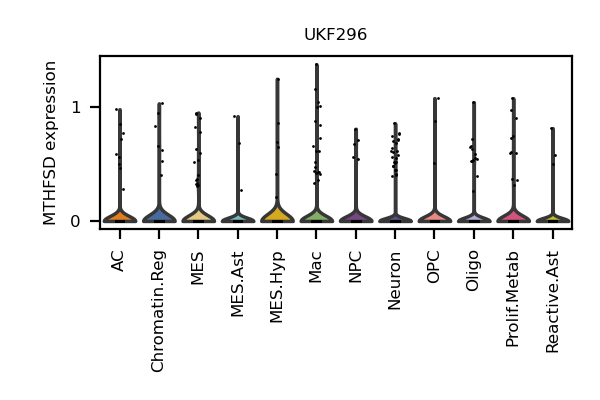 UKF296
MTHFSD expression
1
0
AC
Chromatin.Reg
MES
MES.Ast
MES.Hyp
Mac
NPC
Neuron
OPC
Oligo
Prolif.Metab
Reactive.Ast